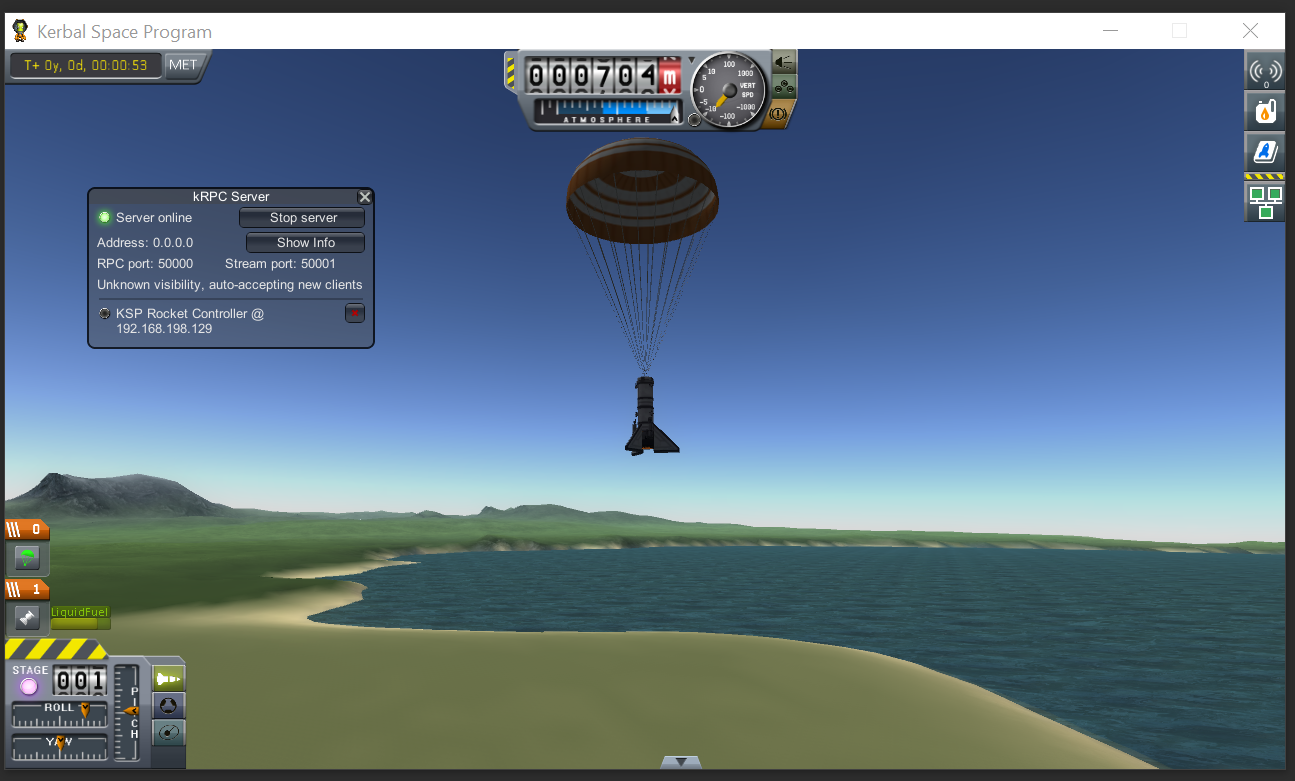 Kerbal Space Program
T+ 0y, 0d, 00:00:53 MET
000704 m
ATMOSPHERE
100
10 1000
5
0 VERT SPD
-5
-10 -1000
-100
0
kRPC Server
Server online Stop server
Address: 0.0.0.0 Show Info
RPC port: 50000 Stream port: 50001
Unknown visibility, auto-accepting new clients
KSP Rocket Controller @
192.168.198.129
0
1
LiquidFuel
STAGE 001
ROLL
YAW
PITCH